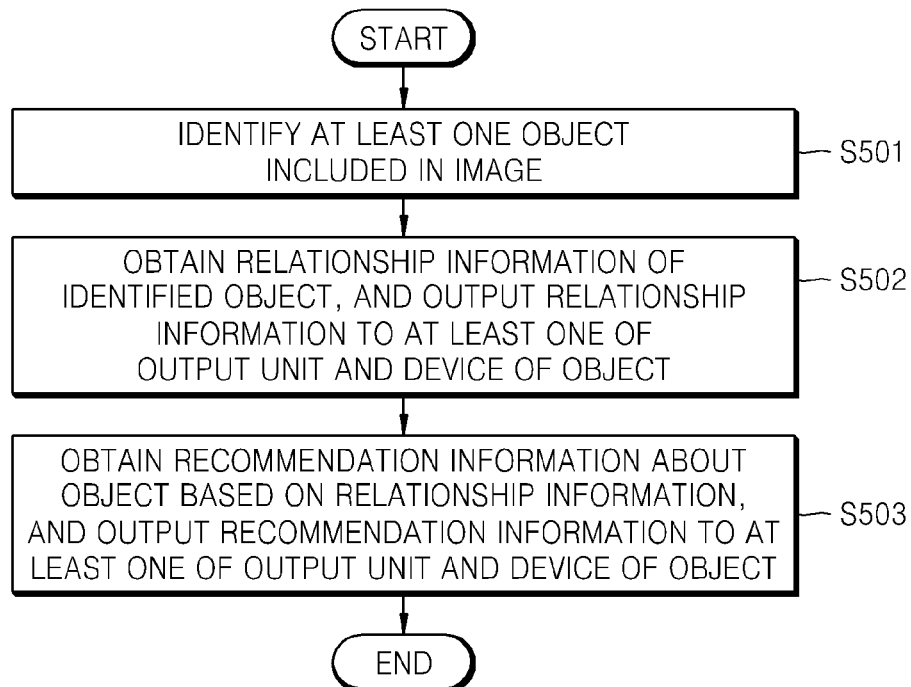 START
IDENTIFY AT LEAST ONE OBJECT
INCLUDED IN IMAGE
S501
OBTAIN RELATIONSHIP INFORMATION OF
IDENTIFIED OBJECT, AND OUTPUT RELATIONSHIP
INFORMATION TO AT LEAST ONE OF
OUTPUT UNIT AND DEVICE OF OBJECT
S502
OBTAIN RECOMMENDATION INFORMATION ABOUT
OBJECT BASED ON RELATIONSHIP INFORMATION,
AND OUTPUT RECOMMENDATION INFORMATION TO AT
LEAST ONE OF OUTPUT UNIT AND DEVICE OF OBJECT
S503
END